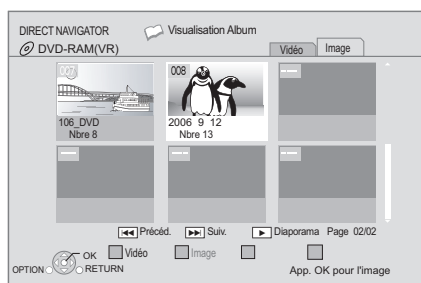 DIRECT NAVIGATOR Visualisation Album
DVD-RAM(VR) Vidéo Image
007 008 ---
106_DVD 2006 9 12
Nbre 8 Nbre 13
--- --- ---
Précéd. Suiv. Diaporama Page 02/02
OK Vidéo Image
OPTION RETURN App. OK pour l'image